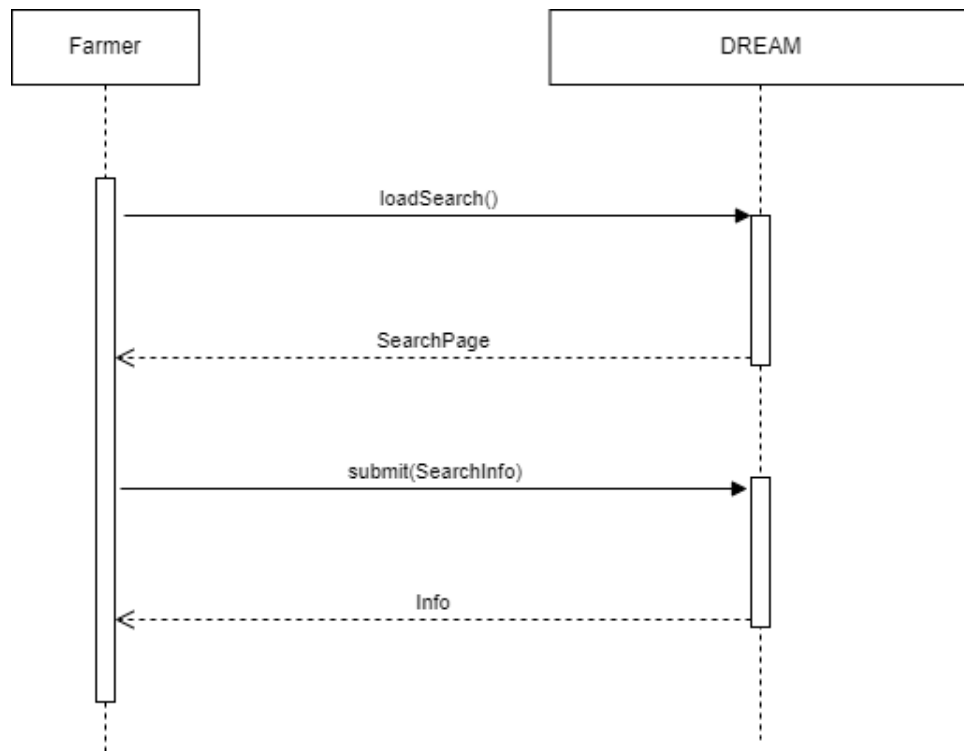 Farmer
DREAM
loadSearch()
SearchPage
submit(SearchInfo)
Info